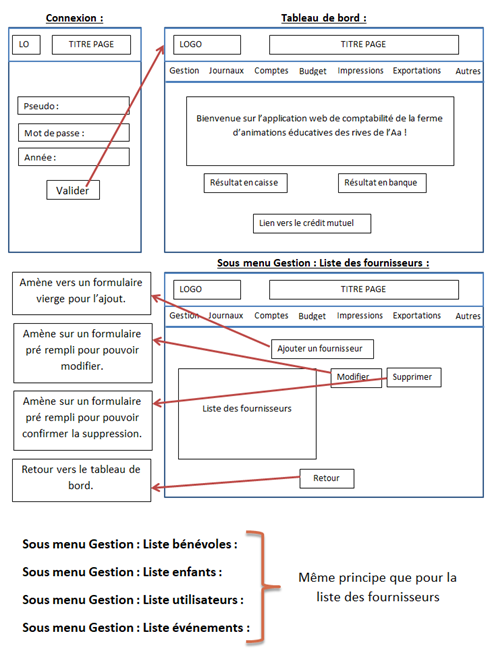 Connexion :
LO
TITRE PAGE
Pseudo :
Mot de passe :
Année :
Valider
Tableau de bord :
LOGO
TITRE PAGE
Gestion Journaux Comptes Budget Impressions Exportations Autres
Bienvenue sur l'application web de comptabilité de la ferme
d'animations éducatives des rives de l'Aa !
Résultat en caisse
Résultat en banque
Lien vers le crédit mutuel
Sous menu Gestion : Liste des fournisseurs :
LOGO
TITRE PAGE
Gestion Journaux Comptes Budget Impressions Exportations Autres
Ajouter un fournisseur
Modifier
Supprimer
Liste des fournisseurs
Retour
Amène vers un formulaire
vierge pour l'ajout.
Amène sur un formulaire
pré rempli pour pouvoir
modifier.
Amène sur un formulaire
pré rempli pour pouvoir
confirmer la suppression.
Retour vers le tableau de
bord.
Sous menu Gestion : Liste bénévoles :
Sous menu Gestion : Liste enfants :
Sous menu Gestion : Liste utilisateurs :
Sous menu Gestion : Liste événements :
Même principe que pour la
liste des fournisseurs